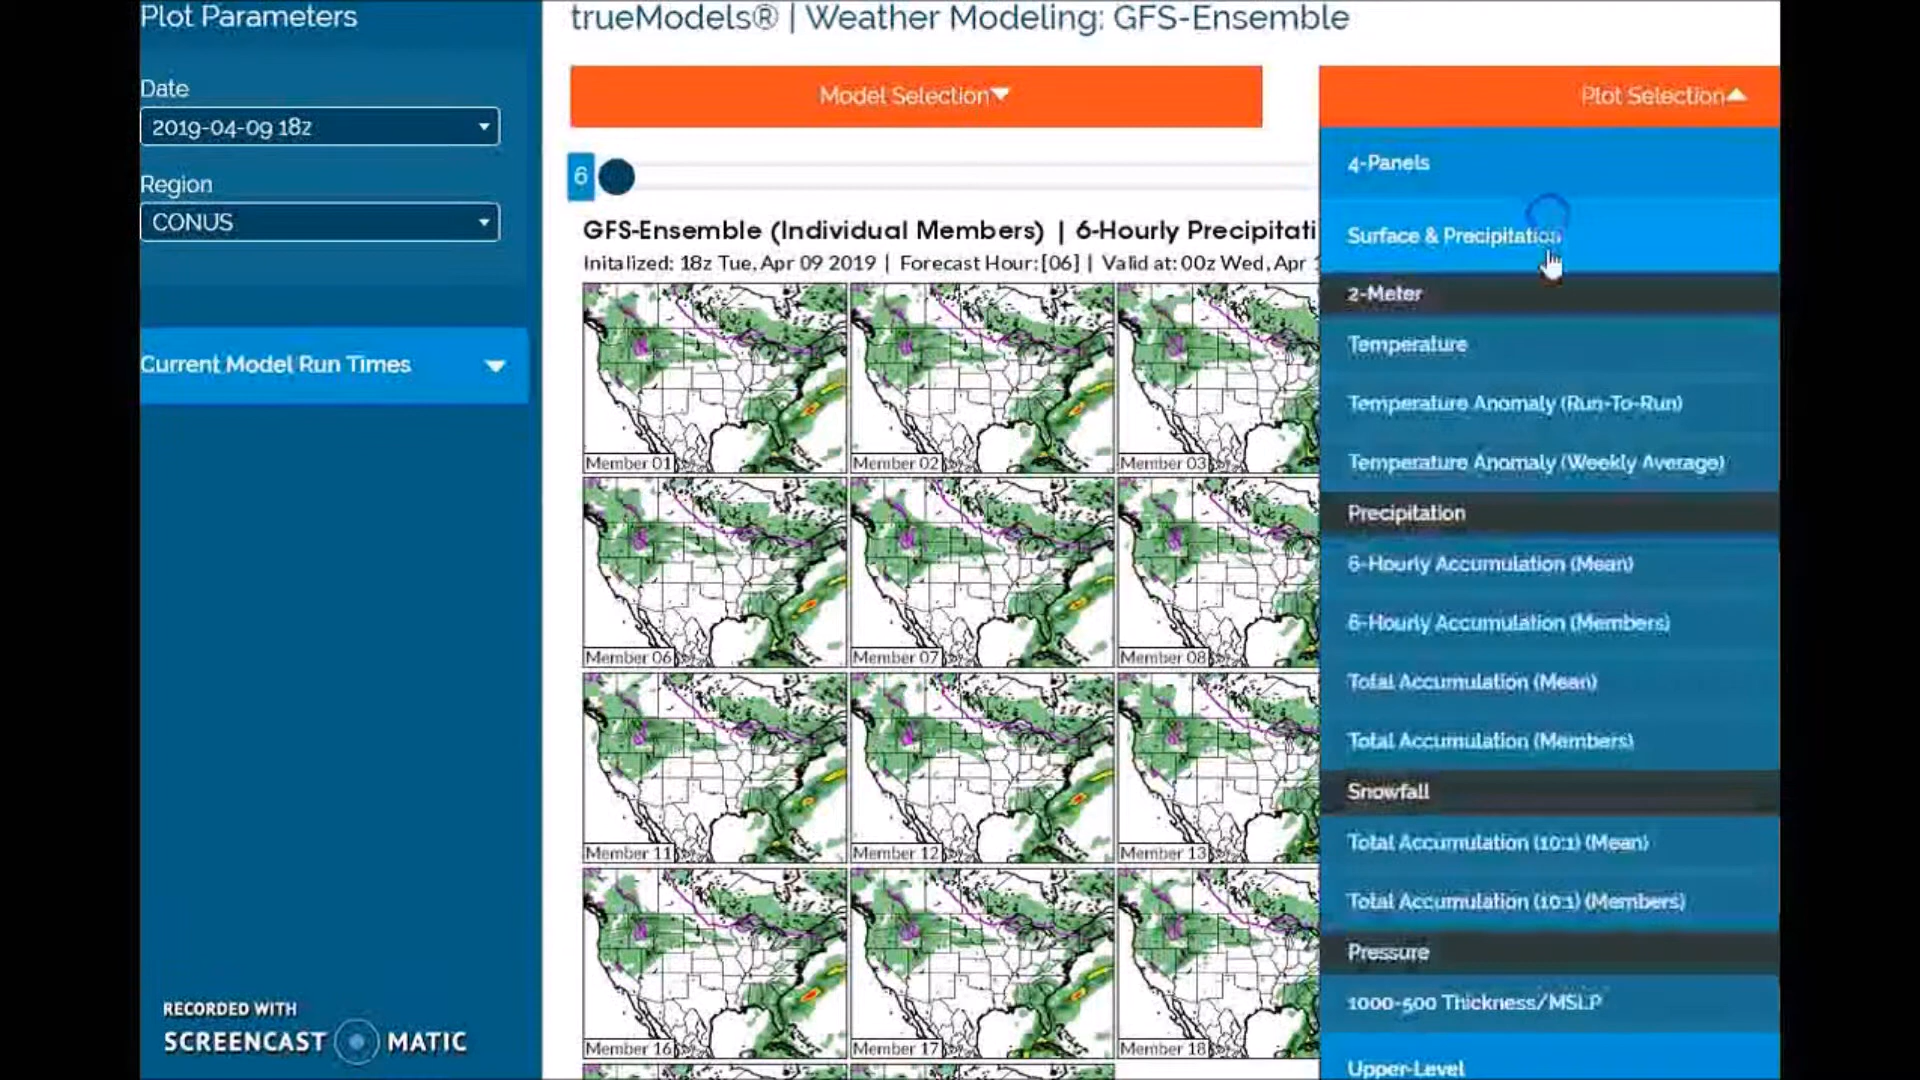 Plot Parameters
Date
2019-04-09 18z
Region
CONUS
Current Model Run Times
RECORDED WITH
SCREENCAST MATIC
trueModels® | Weather Modeling: GFS-Ensemble
Model Selection
6
GFS-Ensemble (Individual Members) | 6-Hourly Precipitati
Initalized: 18z Tue, Apr 09 2019 | Forecast Hour:[06] | Valid at: 00z Wed, Apr
Member 01
Member 02
Member 03
Member 06
Member 07
Member 08
Member 11
Member 12
Member 13
Member 16
Member 17
Member 18
Plot Selection
4-Panels
Surface & Precipitation
2-Meter
Temperature
Temperature Anomaly (Run-To-Run)
Temperature Anomaly (Weekly Average)
Precipitation
6-Hourly Accumulation (Mean)
6-Hourly Accumulation (Members)
Total Accumulation (Mean)
Total Accumulation (Members)
Snowfall
Total Accumulation (10:1) (Mean)
Total Accumulation (10:1) (Members)
Pressure
1000-500 Thickness/MSLP
Upper-Level